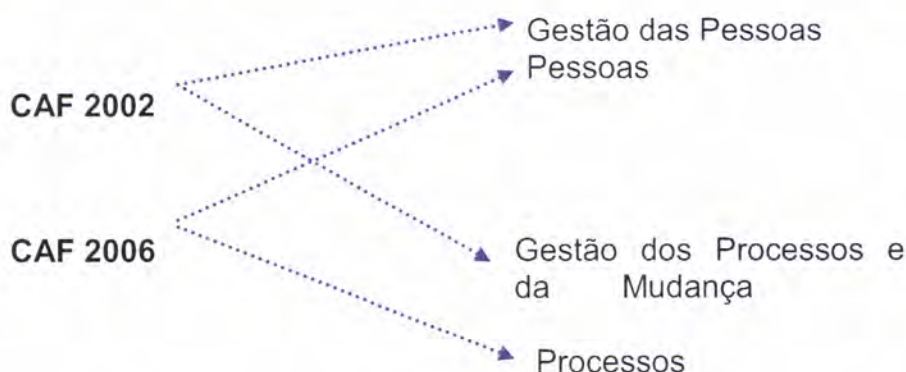 Gestão das Pessoas
Pessoas
CAF 2002
CAF 2006
Gestão dos Processos e
da Mudança
Processos